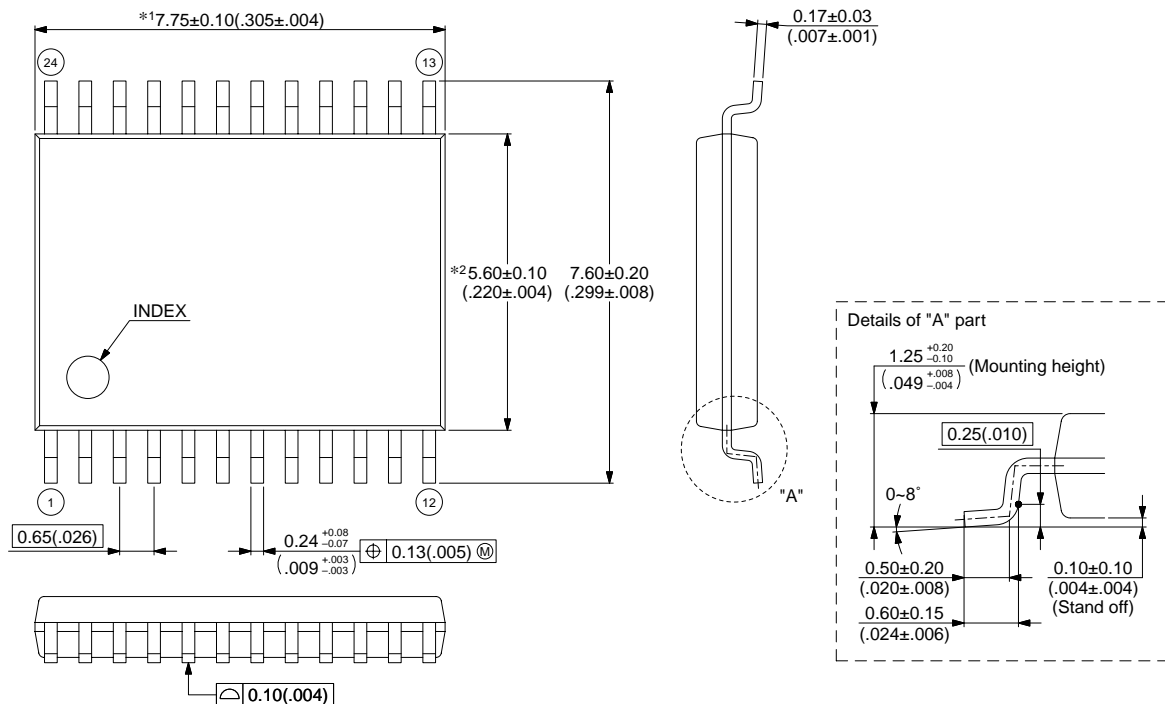 *1 7.75±0.10(.305±.004)
0.17±0.03
(.007±.001)
24
13
*2 5.60±0.10
(.220±.004)
7.60±0.20
(.299±.008)
INDEX
Details of "A" part
1.25 +0.20 –0.10
(.049 +.008 –.004)
(Mounting height)
0.25(.010)
1
12
"A"
0~8°
0.65(.026)
0.24 +0.08 –0.07
(.009 +.003 –.003)
⌖ 0.13(.005) Ⓜ
0.50±0.20
(.020±.008)
0.10±0.10
(.004±.004)
(Stand off)
0.60±0.15
(.024±.006)
⌓ 0.10(.004)